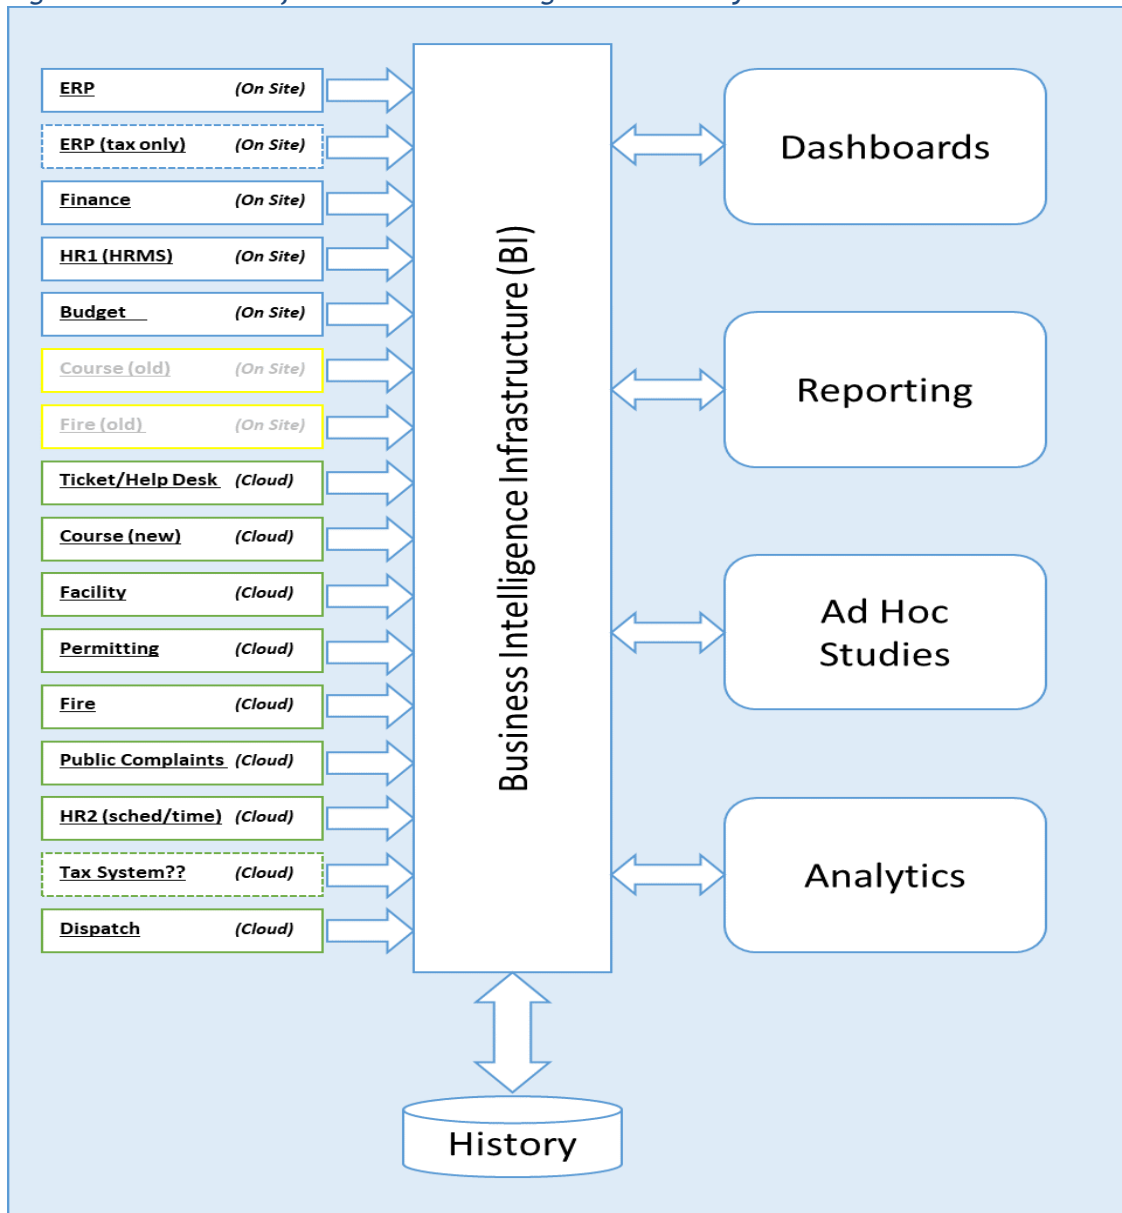 ERP (On Site)
ERP (tax only) (On Site)
Finance (On Site)
HR1 (HRMS) (On Site)
Budget (On Site)
Course (old) (On Site)
Fire (old) (On Site)
Ticket/Help Desk (Cloud)
Course (new) (Cloud)
Facility (Cloud)
Permitting (Cloud)
Fire (Cloud)
Public Complaints (Cloud)
HR2 (sched/time) (Cloud)
Tax System?? (Cloud)
Dispatch (Cloud)
Business Intelligence Infrastructure (BI)
Dashboards
Reporting
Ad Hoc
Studies
Analytics
History